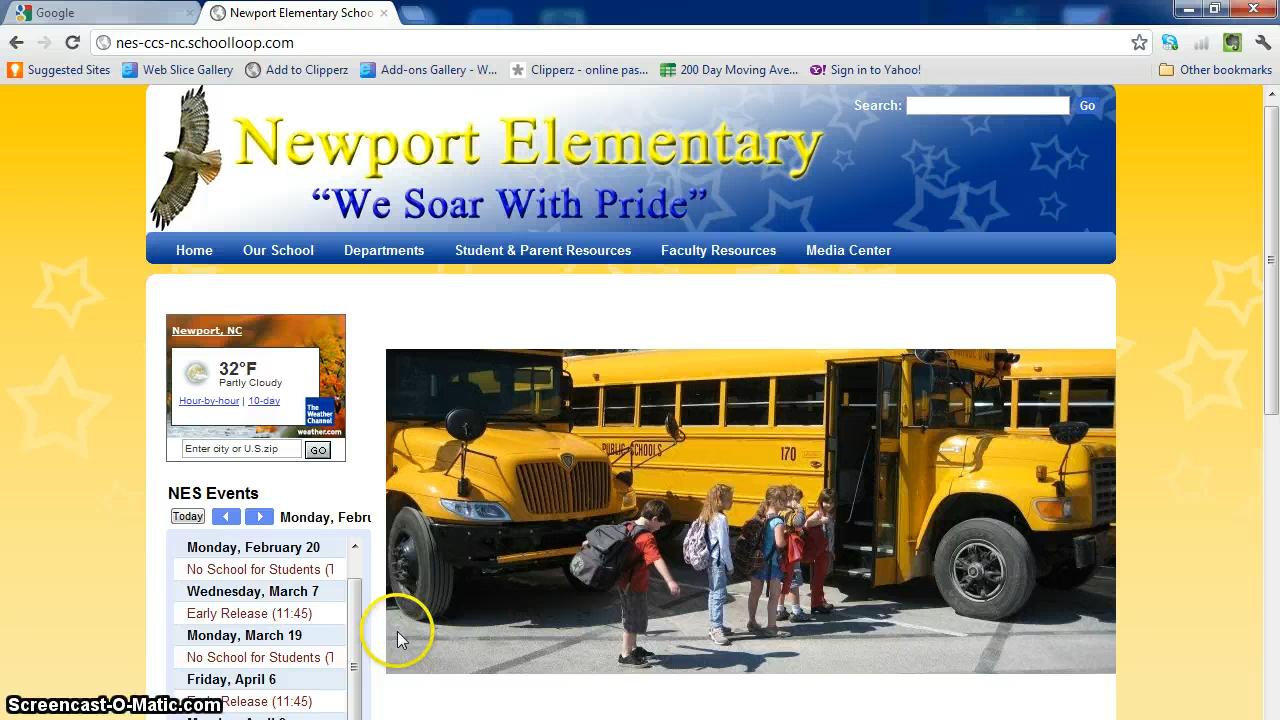 Google
Newport Elementary Schoo
nes-ccs-nc.schoolloop.com
Suggested Sites
Web Slice Gallery
Add to Clipperz
Add-ons Gallery - W...
Clipperz - online pas...
200 Day Moving Ave...
Sign in to Yahoo!
Other bookmarks
Search:
Go
Newport Elementary
“We Soar With Pride”
Home
Our School
Departments
Student & Parent Resources
Faculty Resources
Media Center
Newport, NC
32°F
Partly Cloudy
Hour-by-hour | 10-day
The
Weather
Channel
weather.com
Enter city or U.S.zip
GO
PUBLIC SCHOOLS
170
NES Events
Today
Monday, Febru
Monday, February 20
No School for Students (T
Wednesday, March 7
Early Release (11:45)
Monday, March 19
No School for Students (T
Friday, April 6
Release (11:45)
Screencast-O-Matic.com